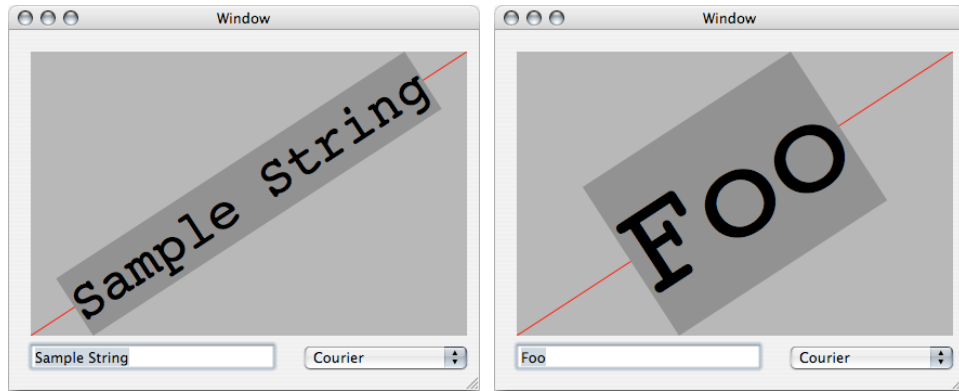 Window
Sample String
Sample String
Courier
Window
Foo
Foo
Courier